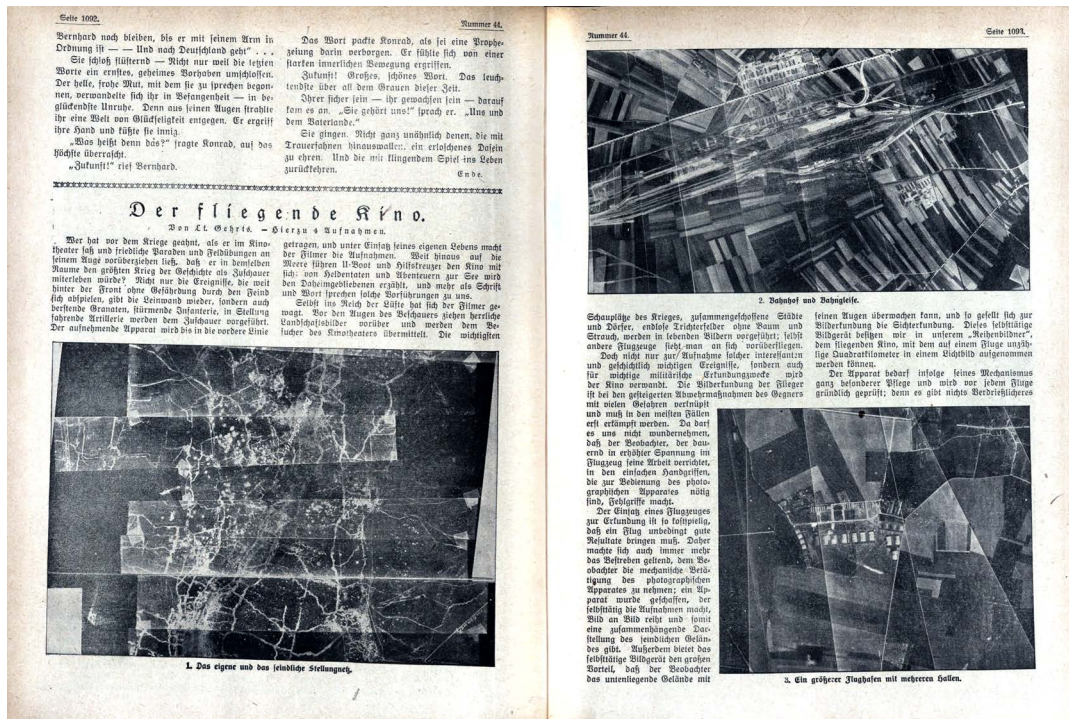 Seite 1092.
Nummer 44.
Bernhard noch bleiben, bis er mit seinem Arm in
Ordnung ist — — Und nach Deutschland geht“ . . .
Sie schloß flüsternd — Nicht nur weil die letzten
Worte ein ernstes, geheimes Vorhaben umschlossen.
Der helle, frohe Mut, mit dem sie zu sprechen begon-
nen, verwandelte sich ihr in Befangenheit — in be-
glückendste Unruhe. Denn aus seinen Augen strahlte
ihr eine Welt von Glückseligkeit entgegen. Er ergriff
ihre Hand und küßte sie innig.
„Was heißt denn das?“ fragte Konrad, auf das
höchste überrascht.
„Zukunft!“ rief Bernhard.
Das Wort packte Konrad, als sei eine Prophe-
zeiung darin verborgen. Er fühlte sich von einer
starken innerlichen Bewegung ergriffen.
Zukunft! Großes, schönes Wort. Das leuch-
tendste über all dem Grauen dieser Zeit.
Ihrer sicher sein — ihr gewachsen sein — darauf
kam es an. „Sie gehört uns!“ sprach er. „Uns und
dem Vaterlande.“
Sie gingen. Nicht ganz unähnlich denen, die mit
Trauerfahnen hinauswallen, ein erloschenes Dasein
zu ehren. Und die mit klingendem Spiel ins Leben
zurückkehren.
Ende.
Der fliegende Kino.
Von Lt. Gehrts. — Hierzu 4 Aufnahmen.
Wer hat vor dem Kriege geahnt, als er im Kino-
theater saß und friedliche Paraden und Feldübungen an
seinem Auge vorüberziehen ließ, daß er in demselben
Raume den größten Krieg der Geschichte als Zuschauer
miterleben würde? Nicht nur die Ereignisse, die weit
hinter der Front ohne Gefährdung durch den Feind
sich abspielen, gibt die Leinwand wieder, sondern auch
berstende Granaten, stürmende Infanterie, in Stellung
fahrende Artillerie werden dem Zuschauer vorgeführt.
Der aufnehmende Apparat wird bis in die vordere Linie
getragen, und unter Einsatz seines eigenen Lebens macht
der Filmer die Aufnahmen. Weit hinaus auf die
Meere führen U-Boot und Hilfskreuzer den Kino mit
sich: von Heldentaten und Abenteuern zur See wird
den Daheimgebliebenen erzählt, und mehr als Schrift
und Wort sprechen solche Vorführungen zu uns.
Selbst ins Reich der Lüfte hat sich der Filmer ge-
wagt. Vor den Augen des Beschauers ziehen herrliche
Landschaftsbilder vorüber und werden dem Be-
sucher des Kinotheaters übermittelt. Die wichtigsten
1. Das eigene und das feindliche Stellungnetz.
Nummer 44.
Seite 1093.
2. Bahnhof und Bahngleise.
Schauplätze des Krieges, zusammengeschossene Städte
und Dörfer, endlose Trichterfelder ohne Baum und
Strauch, werden in lebenden Bildern vorgeführt; selbst
andere Flugzeuge sieht man an sich vorüberfliegen.
Doch nicht nur zur Aufnahme solcher interessanten
und geschichtlich wichtigen Ereignisse, sondern auch
für wichtige militärische Erkundungszwecke wird
der Kino verwandt. Die Bilderkundung der Flieger
ist bei den gesteigerten Abwehrmaßnahmen des Gegners
mit vielen Gefahren verknüpft
und muß in den meisten Fällen
erst erkämpft werden. Da darf
es uns nicht wundernehmen,
daß der Beobachter, der dau-
ernd in erhöhter Spannung im
Flugzeug seine Arbeit verrichtet,
in den einfachen Handgriffen,
die zur Bedienung des photo-
graphischen Apparates nötig
sind, Fehlgriffe macht.
Der Einsatz eines Flugzeuges
zur Erkundung ist so kostspielig,
daß ein Flug unbedingt gute
Resultate bringen muß. Daher
machte sich auch immer mehr
das Bestreben geltend, dem Be-
obachter die mechanische Betä-
tigung des photographischen
Apparates zu nehmen; ein Ap-
parat wurde geschaffen, der
selbsttätig die Aufnahmen macht,
Bild an Bild reiht und somit
eine zusammenhängende Dar-
stellung des feindlichen Gelän-
des gibt. Außerdem bietet das
selbsttätige Bildgerät den großen
Vorteil, daß der Beobachter
das untenliegende Gelände mit
seinen Augen überwachen kann, und so gesellt sich zur
Bilderkundung die Sichterkundung. Dieses selbsttätige
Bildgerät besitzen wir in unserem „Reihenbildner“,
dem fliegenden Kino, mit dem auf einem Fluge unzäh-
lige Quadratkilometer in einem Lichtbild aufgenommen
werden können.
Der Apparat bedarf infolge seines Mechanismus
ganz besonderer Pflege und wird vor jedem Fluge
gründlich geprüft; denn es gibt nichts Verdrießlicheres
3. Ein größerer Flughafen mit mehreren Hallen.